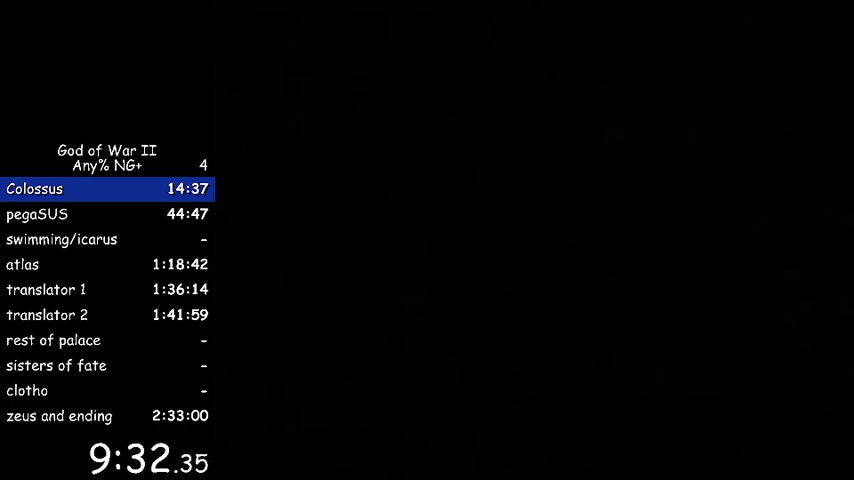 God of War II
Any% NG+ 4
Colossus 14:37
pegaSUS 44:47
swimming/icarus -
atlas 1:18:42
translator 1 1:36:14
translator 2 1:41:59
rest of palace -
sisters of fate -
clotho -
zeus and ending 2:33:00
9:32.35